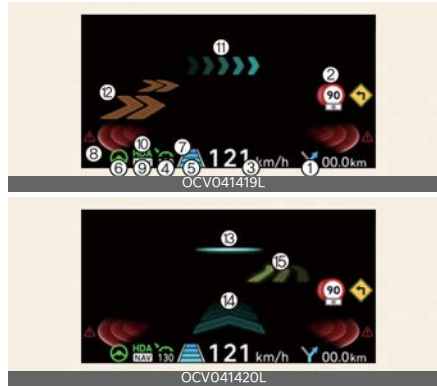 ⑪
②
⑫
90
⑩
⑦
⑧
HDA
121 km/h
00.0km
⑥ ⑨ ④ ⑤ ③ ①
OCV041419L
⑬
⑮
90
⑭
HDA
NAV
130
121 km/h
00.0km
OCV041420L